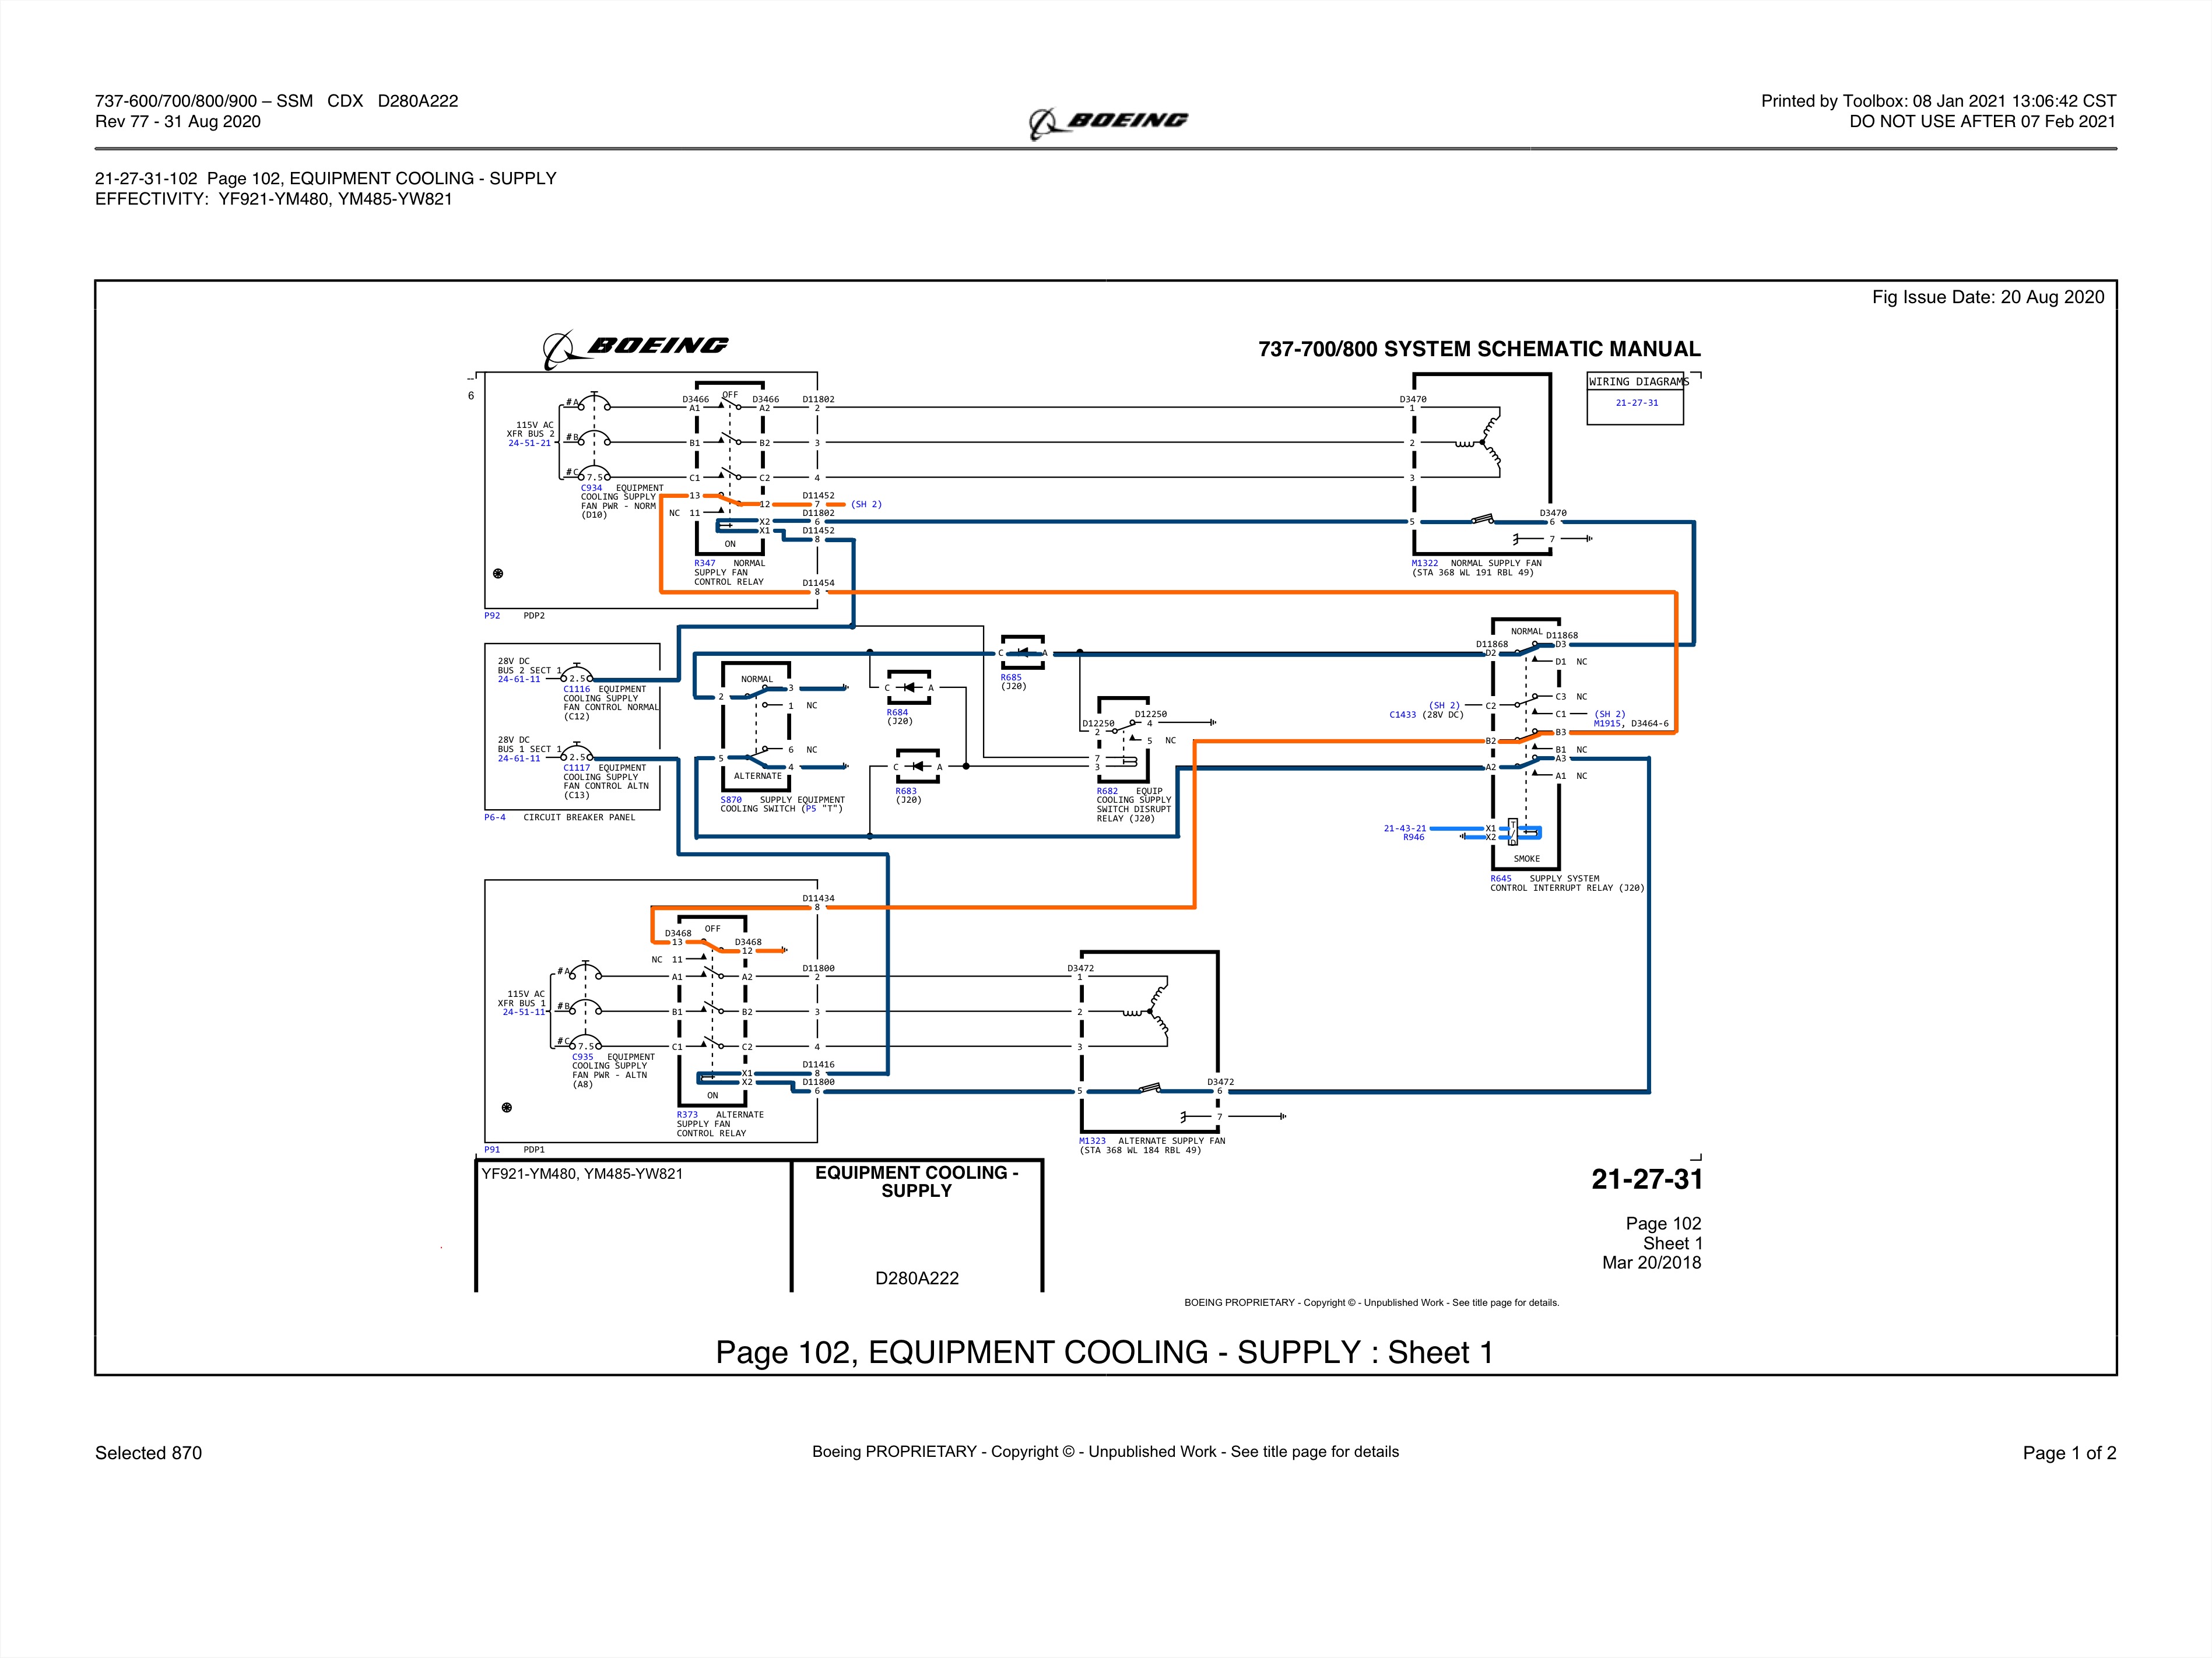 737-600/700/800/900 – SSM CDX D280A222
Rev 77 - 31 Aug 2020
BOEING
Printed by Toolbox: 08 Jan 2021 13:06:42 CST
DO NOT USE AFTER 07 Feb 2021
21-27-31-102 Page 102, EQUIPMENT COOLING - SUPPLY
EFFECTIVITY: YF921-YM480, YM485-YW821
Fig Issue Date: 20 Aug 2020
BOEING
737-700/800 SYSTEM SCHEMATIC MANUAL
6
WIRING DIAGRAMS
21-27-31
115V AC
XFR BUS 2
24-51-21
#A
#B
#C
7.5
C934 EQUIPMENT
COOLING SUPPLY
FAN PWR - NORM
(D10)
D3466 OFF D3466
A1 A2
B1 B2
C1 C2
13 12
NC 11
X2
X1
ON
R347 NORMAL
SUPPLY FAN
CONTROL RELAY
D11802
2
3
4
D11452
7 (SH 2)
D11802
6
D11452
8
D11454
8
P92 PDP2
D3470
1
2
3
5
D3470
6
7
M1322 NORMAL SUPPLY FAN
(STA 368 WL 191 RBL 49)
28V DC
BUS 2 SECT 1
24-61-11
2.5
C1116 EQUIPMENT
COOLING SUPPLY
FAN CONTROL NORMAL
(C12)
28V DC
BUS 1 SECT 1
24-61-11
2.5
C1117 EQUIPMENT
COOLING SUPPLY
FAN CONTROL ALTN
(C13)
P6-4 CIRCUIT BREAKER PANEL
NORMAL
2 3
1 NC
6 NC
5 4
ALTERNATE
S870 SUPPLY EQUIPMENT
COOLING SWITCH (P5 "T")
C A
R684
(J20)
C A
R683
(J20)
C A
R685
(J20)
D12250 D12250
2 4
5 NC
7
3
R682 EQUIP
COOLING SUPPLY
SWITCH DISRUPT
RELAY (J20)
NORMAL D11868
D11868 D3
D2
D1 NC
C3 NC
(SH 2) C2
C1433 (28V DC)
C1 (SH 2)
M1915, D3464-6
B3
B2
B1 NC
A3
A2
A1 NC
21-43-21 X1
R946 X2
T
/
D
SMOKE
R645 SUPPLY SYSTEM
CONTROL INTERRUPT RELAY (J20)
D11434
8
115V AC
XFR BUS 1
24-51-11
#A
#B
#C
7.5
C935 EQUIPMENT
COOLING SUPPLY
FAN PWR - ALTN
(A8)
D3468 OFF D3468
13 12
NC 11
A1 A2
B1 B2
C1 C2
X1
X2
ON
R373 ALTERNATE
SUPPLY FAN
CONTROL RELAY
D11800
2
3
4
D11416
8
D11800
6
P91 PDP1
D3472
1
2
3
5
D3472
6
7
M1323 ALTERNATE SUPPLY FAN
(STA 368 WL 184 RBL 49)
YF921-YM480, YM485-YW821
EQUIPMENT COOLING -
SUPPLY
D280A222
21-27-31
Page 102
Sheet 1
Mar 20/2018
BOEING PROPRIETARY - Copyright © - Unpublished Work - See title page for details.
Page 102, EQUIPMENT COOLING - SUPPLY : Sheet 1
Selected 870
Boeing PROPRIETARY - Copyright © - Unpublished Work - See title page for details
Page 1 of 2